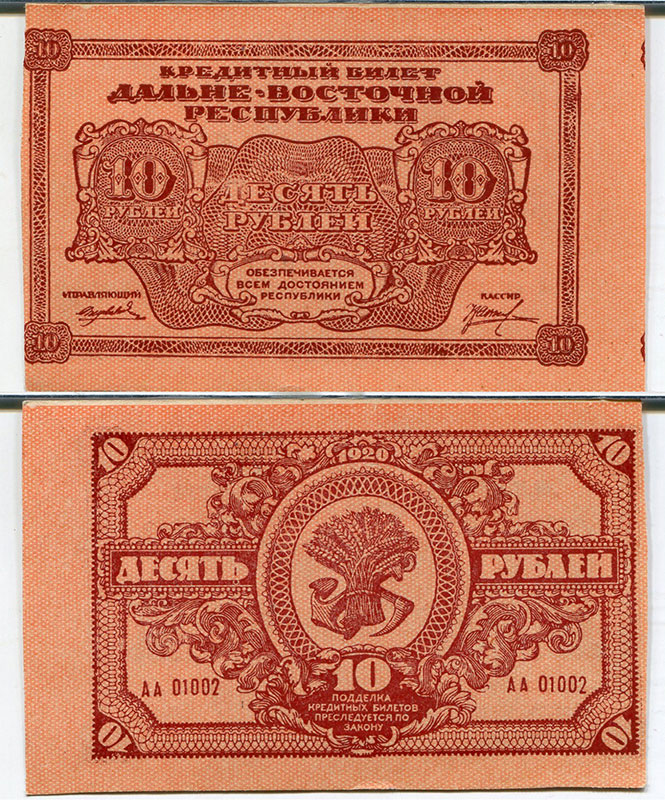 10 10
КРЕДИТНЫЙ БИЛЕТ
ДАЛЬНЕ-ВОСТОЧНОЙ
РЕСПУБЛИКИ
10 ДЕСЯТЬ 10
РУБЛЕЙ РУБЛЕЙ РУБЛЕЙ
ОБЕЗПЕЧИВАЕТСЯ
ВСЕМ ДОСТОЯНИЕМ
РЕСПУБЛИКИ
УПРАВЛЯЮЩИЙ КАССИР
10 10
10 1920 10
ДЕСЯТЬ РУБЛЕЙ
10
АА 01002 АА 01002
ПОДДЕЛКА
КРЕДИТНЫХ БИЛЕТОВ
ПРЕСЛЕДУЕТСЯ ПО
ЗАКОНУ
10 10